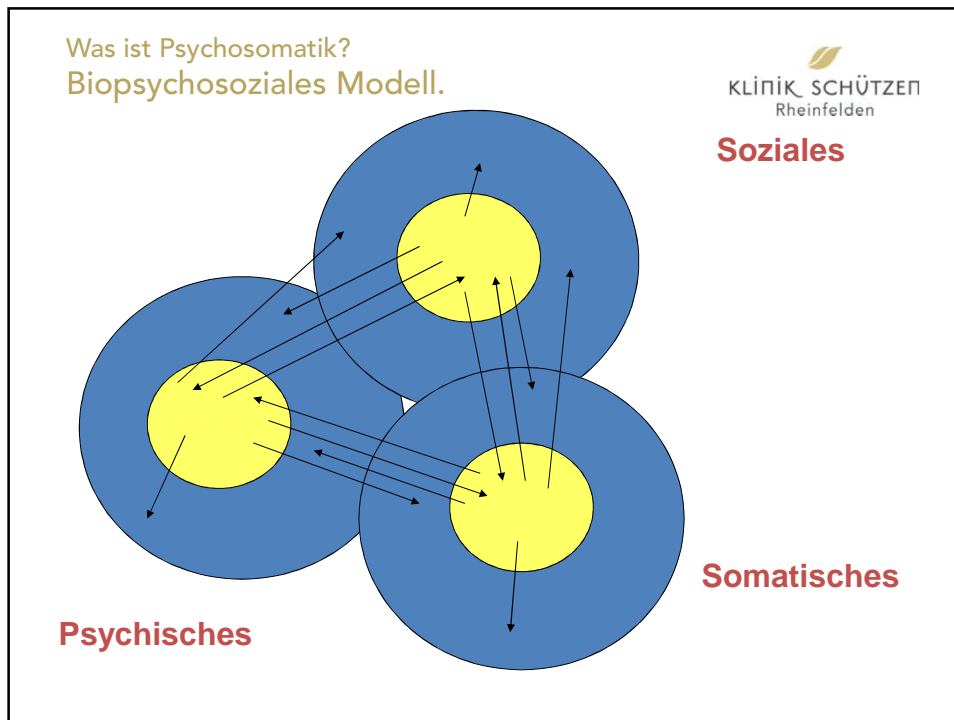 Was ist Psychosomatik?
Biopsychosoziales Modell.
KLINIK SCHÜTZEN
Rheinfelden
Soziales
Somatisches
Psychisches